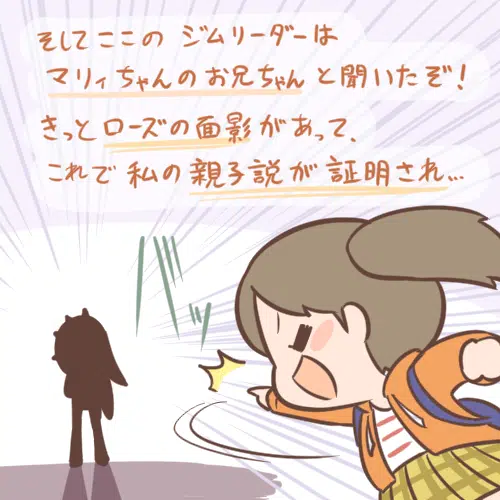 そしてここの ジムリーダーは
マリィちゃんのお兄ちゃん と聞いたぞ!
きっとローズの面影があって、
これで私の親子説が証明され…
バッ